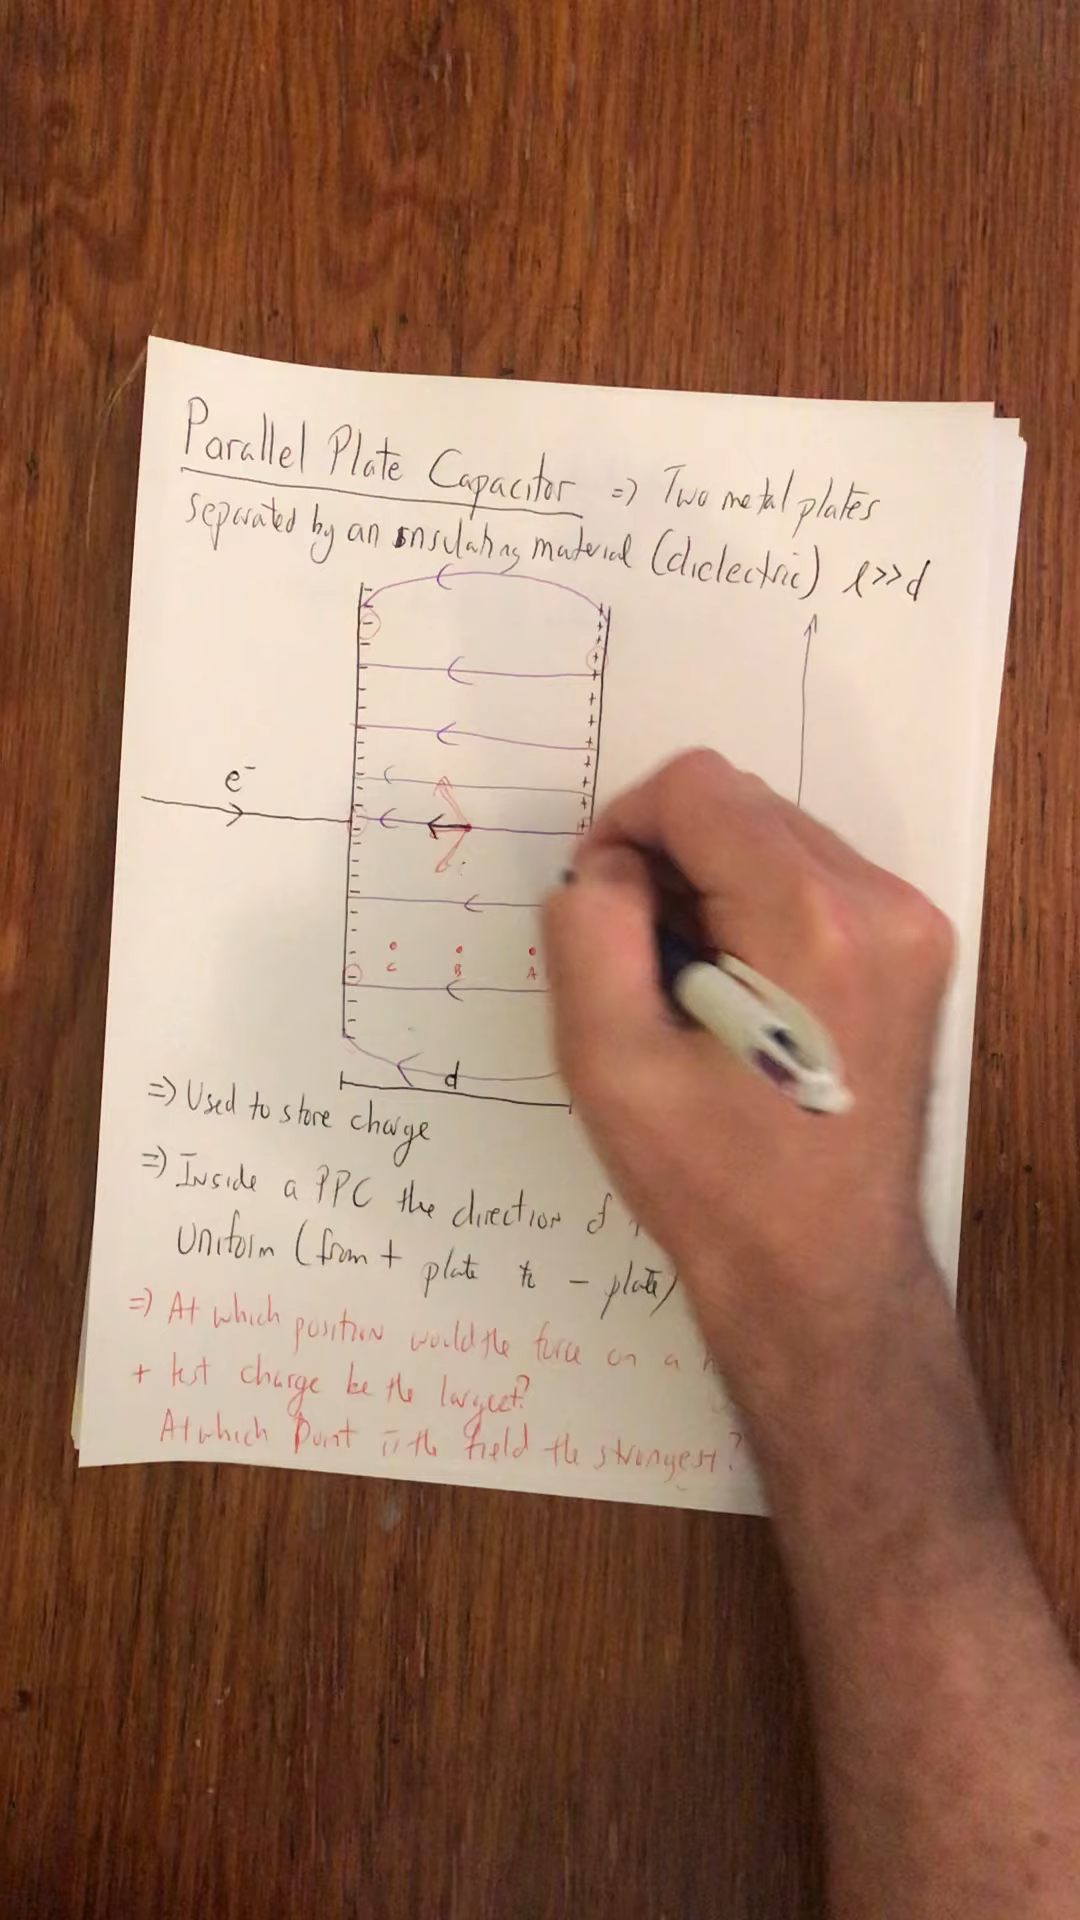 Parallel Plate Capacitor => Two metal plates
separated by an insulating material (dielectric) l>>d
e⁻
C B A
d
=> Used to store charge
=> Inside a PPC the direction of
uniform (from + plate to - plate)
=> At which position would the force on a
+ test charge be the largest?
At which Point is the field the strongest?